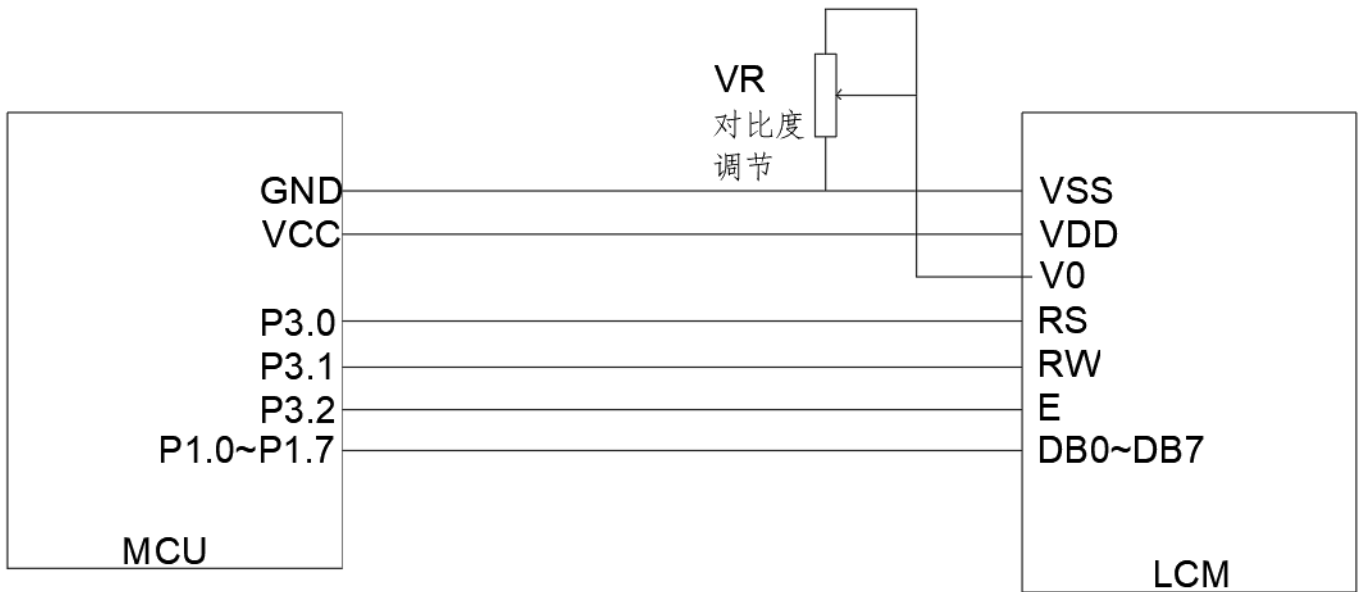 VR
对比度
调节
GND
VCC
P3.0
P3.1
P3.2
P1.0~P1.7
MCU
VSS
VDD
V0
RS
RW
E
DB0~DB7
LCM